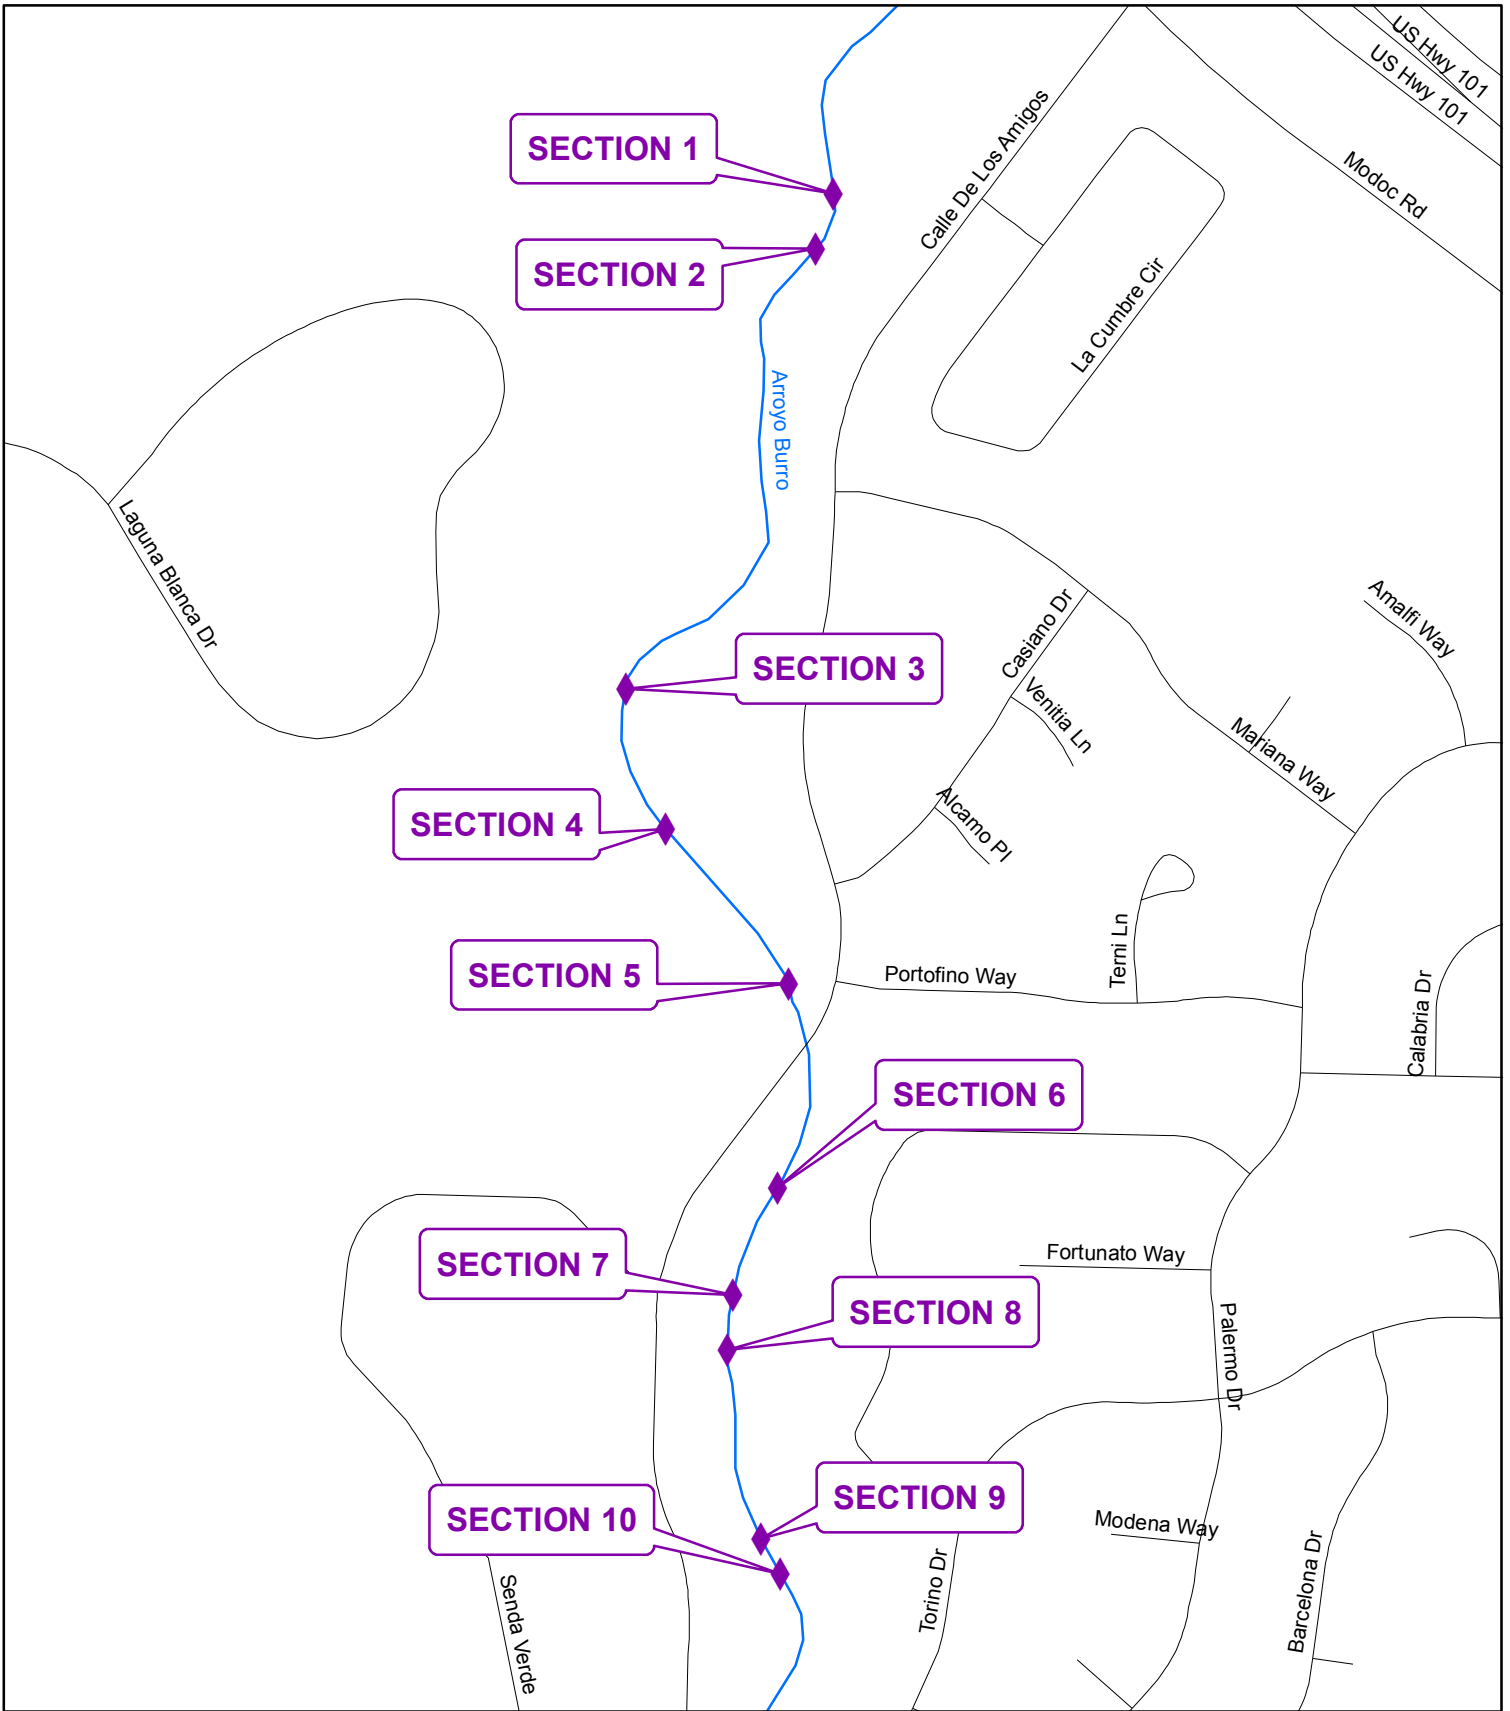 US Hwy 101
US Hwy 101
SECTION 1
Calle De Los Amigos
Modoc Rd
SECTION 2
La Cumbre Cir
Arroyo Burro
Laguna Blanca Dr
Amalfi Way
Casiano Dr
SECTION 3
Venitia Ln
Mariana Way
SECTION 4
Alcamo Pl
Terni Ln
SECTION 5
Portofino Way
Calabria Dr
SECTION 6
Fortunato Way
SECTION 7
SECTION 8
Palermo Dr
SECTION 9
SECTION 10
Modena Way
Barcelona Dr
Torino Dr
Senda Verde